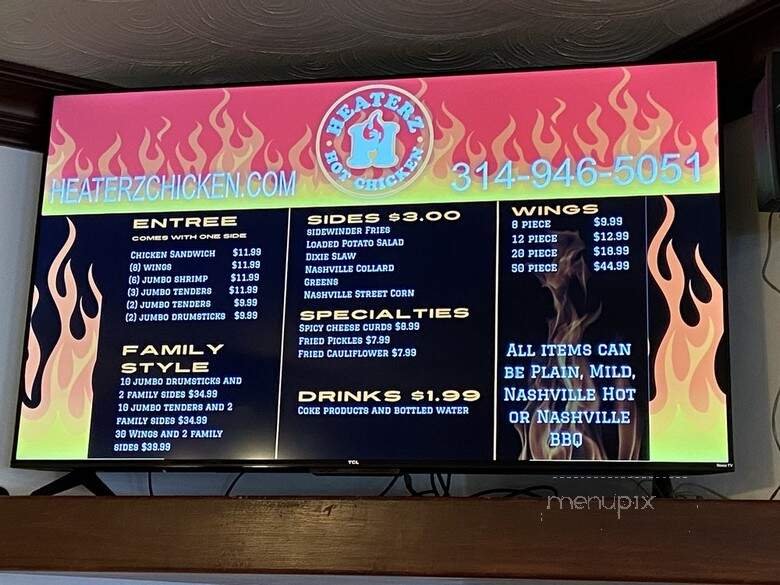 HEATERZ
H
HOT CHICKEN
HEATERZCHICKEN.COM
314-946-5051
ENTREE
COMES WITH ONE SIDE
CHICKEN SANDWICH $11.99
(8) WINGS $11.99
(6) JUMBO SHRIMP $11.99
(3) JUMBO TENDERS $11.99
(2) JUMBO TENDERS $9.99
(2) JUMBO DRUMSTICKS $9.99
FAMILY
STYLE
10 JUMBO DRUMSTICKS AND
2 FAMILY SIDES $34.99
10 JUMBO TENDERS AND 2
FAMILY SIDES $34.99
30 WINGS AND 2 FAMILY
SIDES $39.99
SIDES $3.00
SIDEWINDER FRIES
LOADED POTATO SALAD
DIXIE SLAW
NASHVILLE COLLARD
GREENS
NASHVILLE STREET CORN
SPECIALTIES
SPICY CHEESE CURDS $8.99
FRIED PICKLES $7.99
FRIED CAULIFLOWER $7.99
DRINKS $1.99
COKE PRODUCTS AND BOTTLED WATER
WINGS
8 PIECE $9.99
12 PIECE $12.99
20 PIECE $18.99
50 PIECE $44.99
ALL ITEMS CAN
BE PLAIN, MILD,
NASHVILLE HOT
OR NASHVILLE
BBQ
TCL
Roku TV
menupix